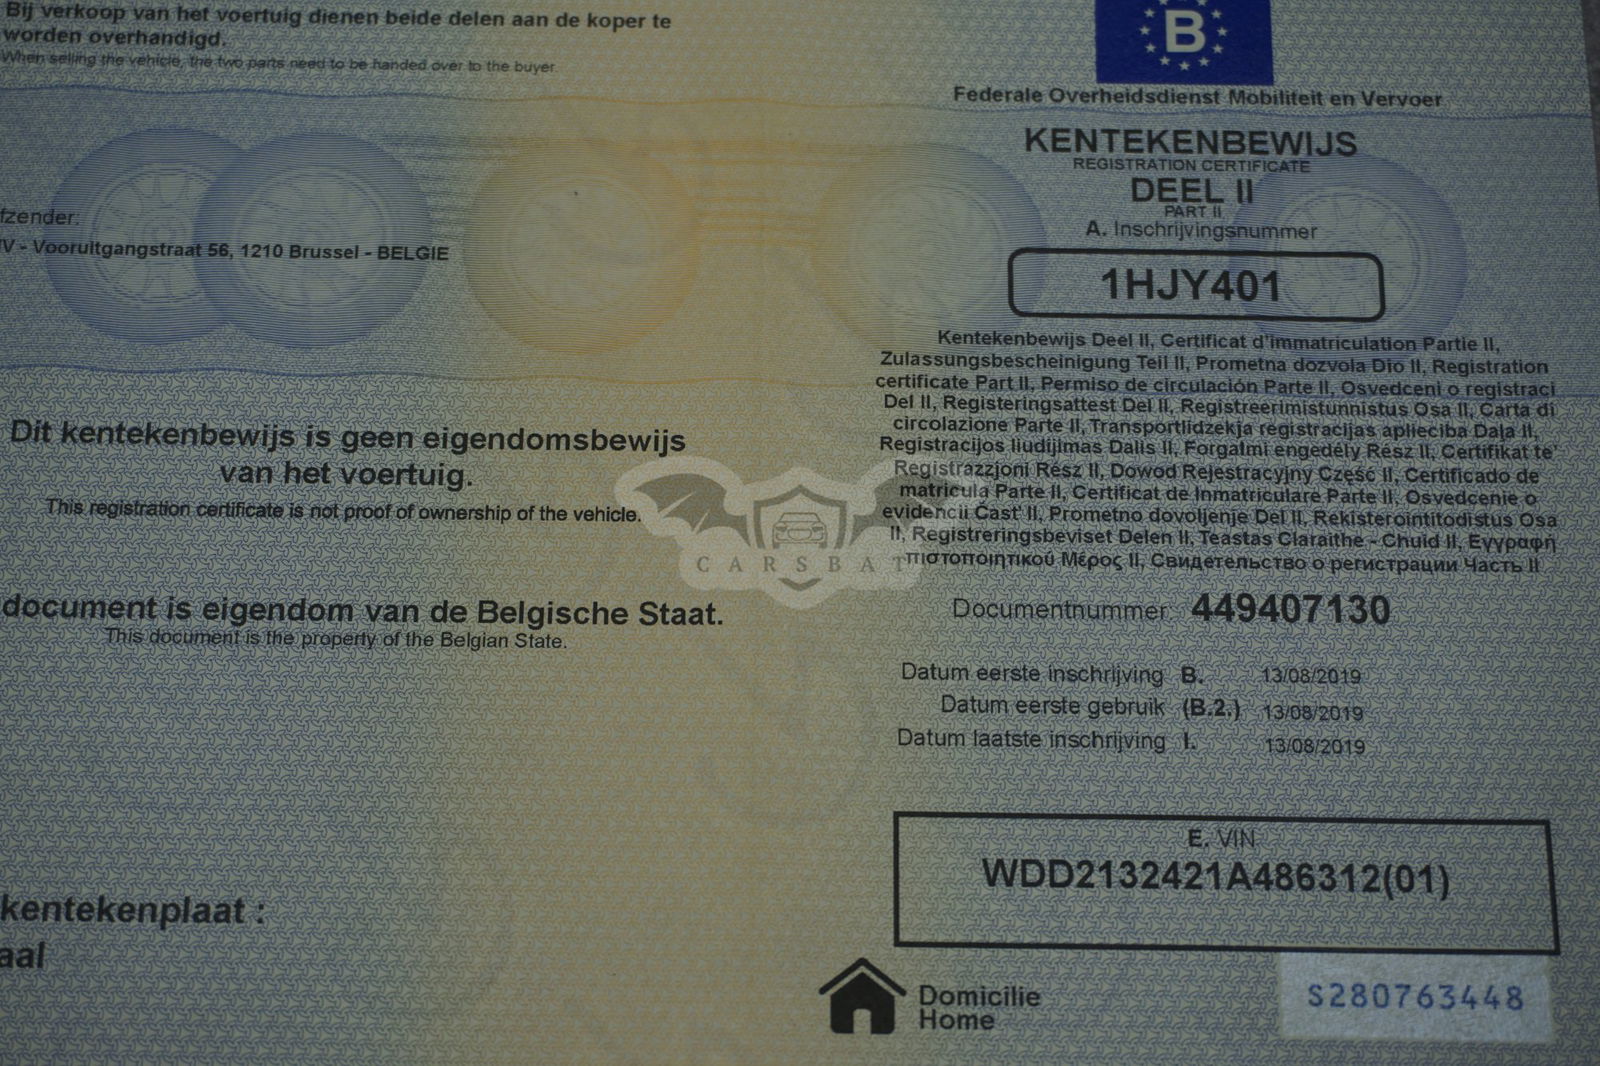 Bij verkoop van het voertuig dienen beide delen aan de koper te
worden overhandigd.
When selling the vehicle, the two parts need to be handed over to the buyer.
fzender:
IV - Vooruitgangstraat 56, 1210 Brussel - BELGIE
Dit kentekenbewijs is geen eigendomsbewijs
van het voertuig.
This registration certificate is not proof of ownership of the vehicle.
document is eigendom van de Belgische Staat.
This document is the property of the Belgian State.
kentekenplaat :
aal
B
Federale Overheidsdienst Mobiliteit en Vervoer
KENTEKENBEWIJS
REGISTRATION CERTIFICATE
DEEL II
PART II
A. Inschrijvingsnummer
1HJY401
Kentekenbewijs Deel II, Certificat d'immatriculation Partie II,
Zulassungsbescheinigung Teil II, Prometna dozvola Dio II, Registration
certificate Part II, Permiso de circulación Parte II, Osvedceni o registraci
Del II, Registeringsattest Del II, Registreerimistunnistus Osa II, Carta di
circolazione Parte II, Transportlidzekja registracijas aplieciba Daļa II,
Registracijos liudijimas Dalis II, Forgalmi engedély Rész II, Certifikat te'
Registrazzjoni Rész II, Dowod Rejestracyjny Część II, Certificado de
matricula Parte II, Certificat de Inmatriculare Parte II, Osvedcenie o
evidencii Cast' II, Prometno dovoljenje Del II, Rekisterointitodistus Osa
II, Registreringsbeviset Delen II, Teastas Claraithe - Chuid II, Εγγραφή
πιστοποιητικού Μέρος II, Свидетельство о регистрации Часть II
CARSBAT
Documentnummer 449407130
Datum eerste inschrijving B. 13/08/2019
Datum eerste gebruik (B.2.) 13/08/2019
Datum laatste inschrijving I. 13/08/2019
E. VIN
WDD2132421A486312(01)
Domicilie
Home
S280763448